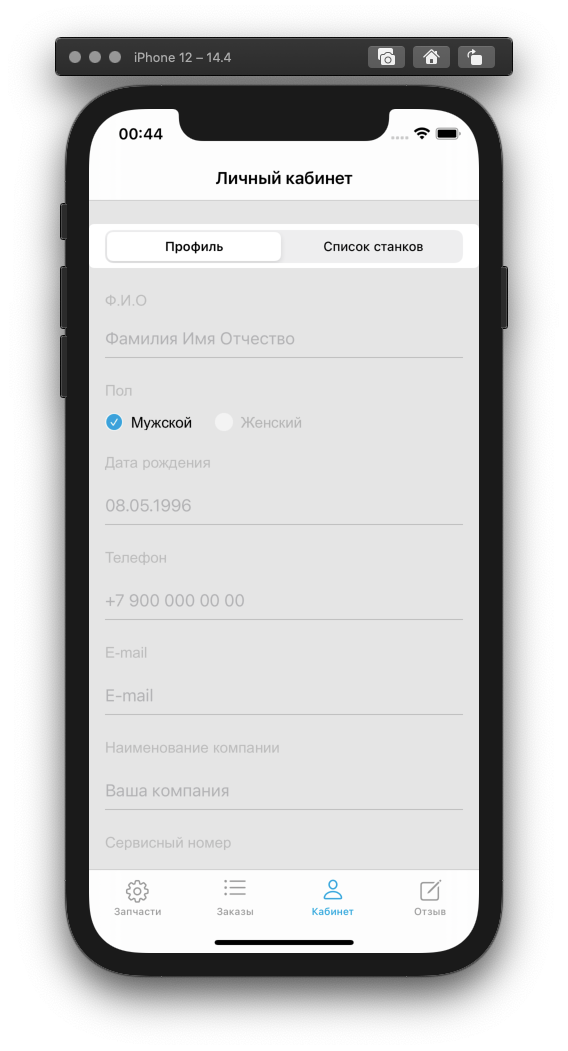 iPhone 12 – 14.4
00:44
Личный кабинет
Профиль Список станков
Ф.И.О
Фамилия Имя Отчество
Пол
Мужской Женский
Дата рождения
08.05.1996
Телефон
+7 900 000 00 00
E-mail
E-mail
Наименование компании
Ваша компания
Сервисный номер
Запчасти Заказы Кабинет Отзыв